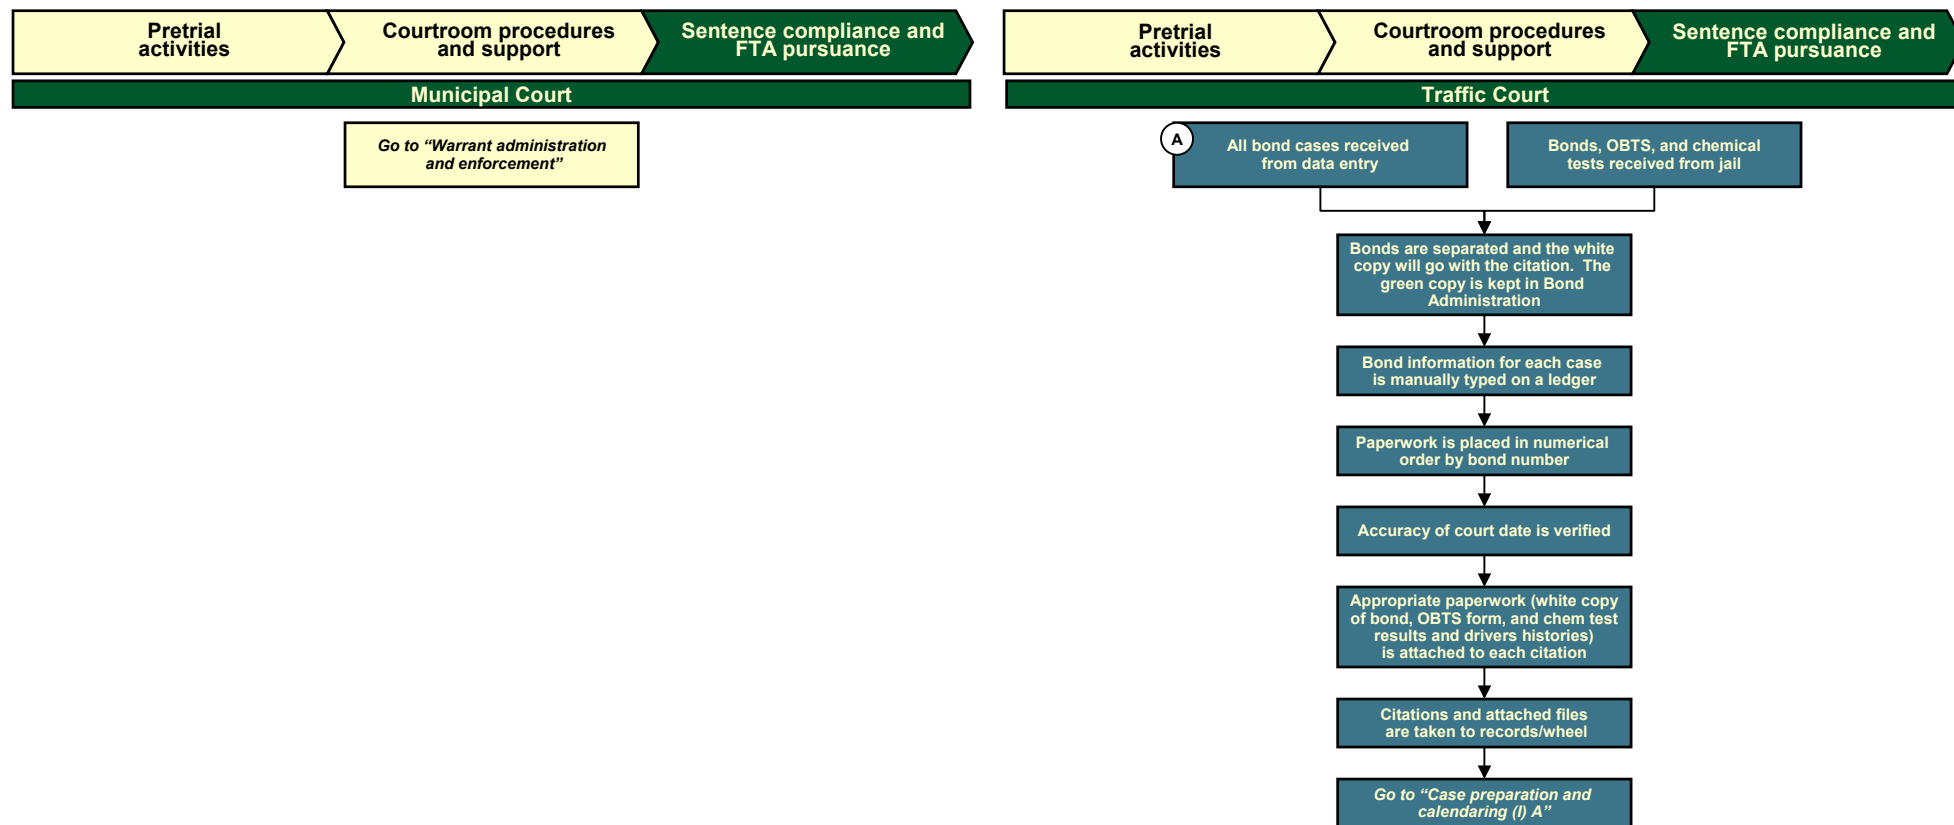 Pretrial
activities
Courtroom procedures
and support
Sentence compliance and
FTA pursuance
Municipal Court
Go to “Warrant administration
and enforcement”
Pretrial
activities
Courtroom procedures
and support
Sentence compliance and
FTA pursuance
Traffic Court
A
All bond cases received
from data entry
Bonds, OBTS, and chemical
tests received from jail
Bonds are separated and the white
copy will go with the citation. The
green copy is kept in Bond
Administration
Bond information for each case
is manually typed on a ledger
Paperwork is placed in numerical
order by bond number
Accuracy of court date is verified
Appropriate paperwork (white copy
of bond, OBTS form, and chem test
results and drivers histories)
is attached to each citation
Citations and attached files
are taken to records/wheel
Go to “Case preparation and
calendaring (I) A”